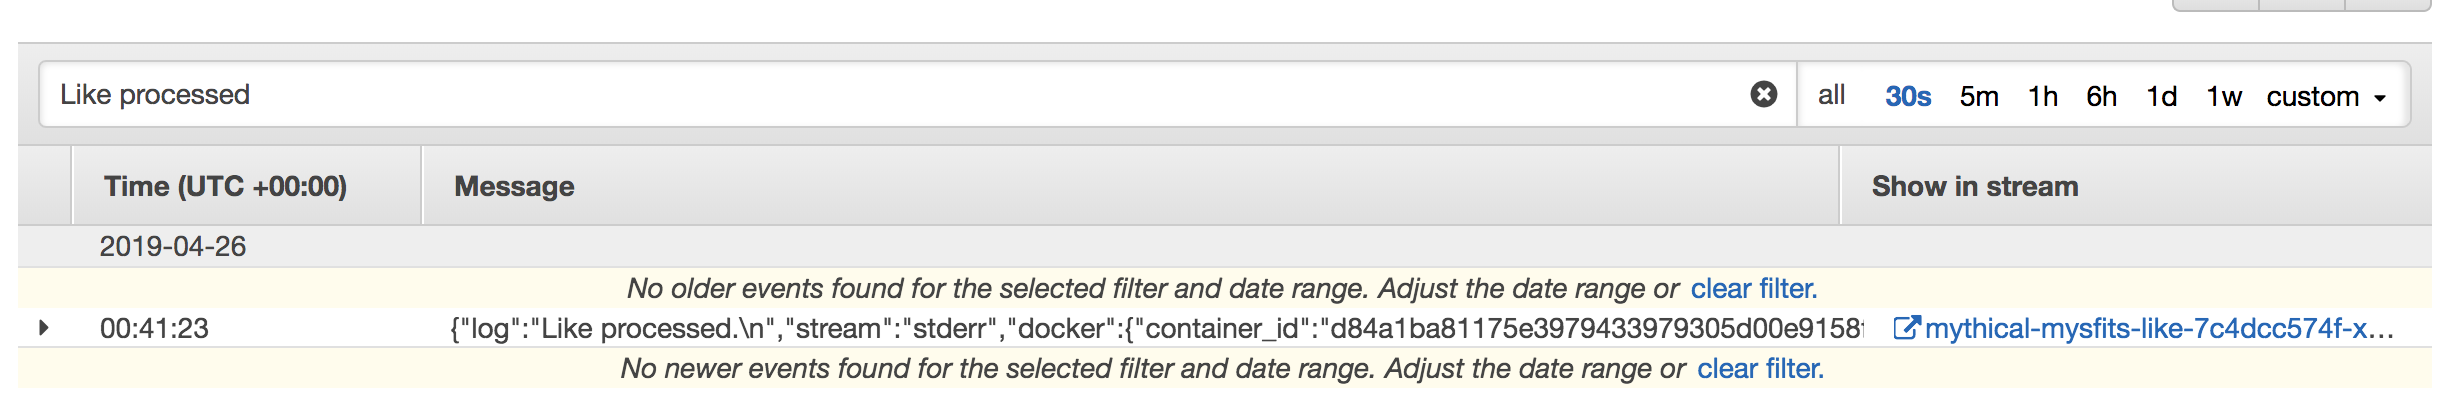 Like processed all 30s 5m 1h 6h 1d 1w custom
Time (UTC +00:00) Message Show in stream
2019-04-26
No older events found for the selected filter and date range. Adjust the date range or clear filter.
00:41:23 {"log":"Like processed.\n","stream":"stderr","docker":{"container_id":"d84a1ba81175e3979433979305d00e9158 mythical-mysfits-like-7c4dcc574f-x...
No newer events found for the selected filter and date range. Adjust the date range or clear filter.